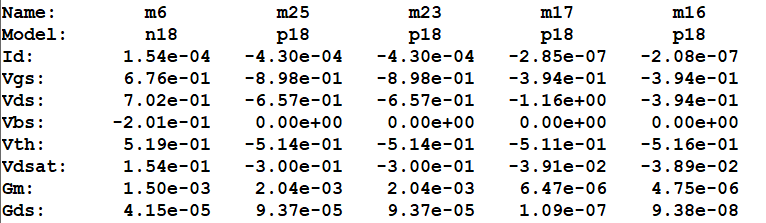 Name: m6 m25 m23 m17 m16
Model: n18 p18 p18 p18 p18
Id: 1.54e-04 -4.30e-04 -4.30e-04 -2.85e-07 -2.08e-07
Vgs: 6.76e-01 -8.98e-01 -8.98e-01 -3.94e-01 -3.94e-01
Vds: 7.02e-01 -6.57e-01 -6.57e-01 -1.16e+00 -3.94e-01
Vbs: -2.01e-01 0.00e+00 0.00e+00 0.00e+00 0.00e+00
Vth: 5.19e-01 -5.14e-01 -5.14e-01 -5.11e-01 -5.16e-01
Vdsat: 1.54e-01 -3.00e-01 -3.00e-01 -3.91e-02 -3.89e-02
Gm: 1.50e-03 2.04e-03 2.04e-03 6.47e-06 4.75e-06
Gds: 4.15e-05 9.37e-05 9.37e-05 1.09e-07 9.38e-08